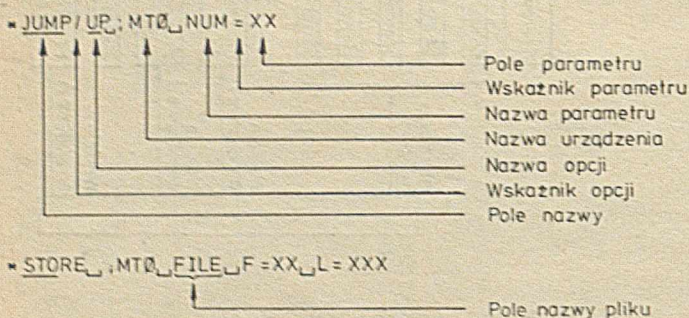 * JUMP/UP␣;MTØ␣NUM=XX
Pole parametru
Wskaźnik parametru
Nazwa parametru
Nazwa urządzenia
Nazwa opcji
Wskaźnik opcji
Pole nazwy
* STORE␣;MTØ␣FILE␣F=XX␣L=XXX
Pole nazwy pliku